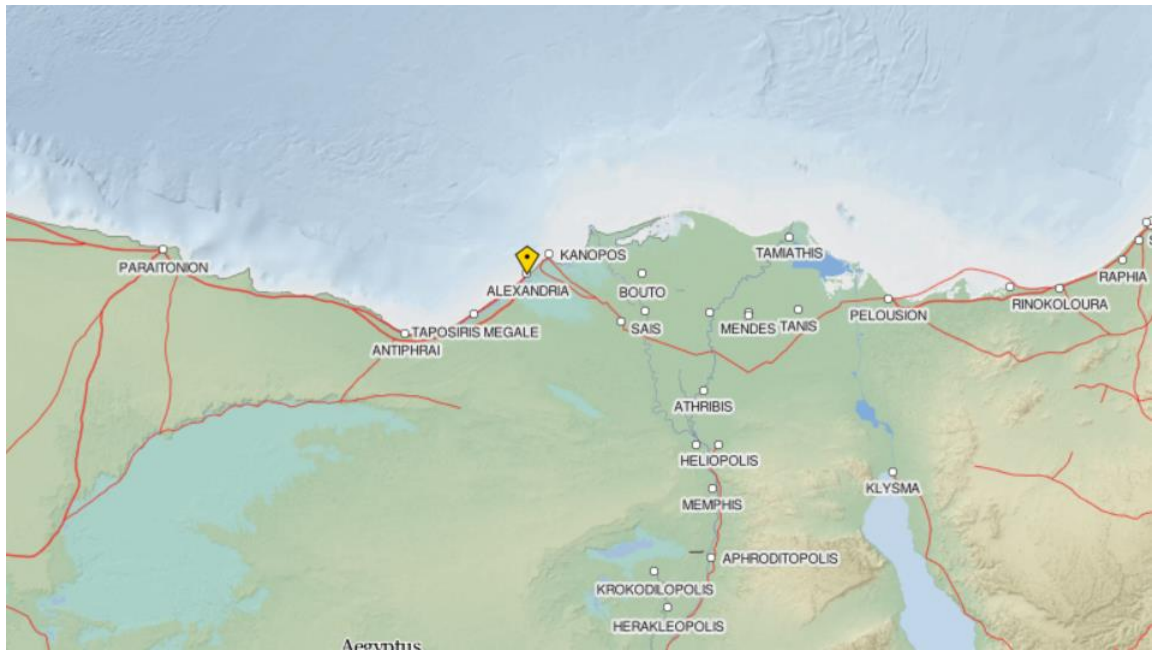 KANOPOS
TAMIATHIS
PARAITONION
ALEXANDRIA
BOUTO
RAPHIA
S
RINOKOLOURA
PELOUSION
TAPOSIRIS MEGALE
SAIS
MENDES
TANIS
ANTIPHRAI
ATHRIBIS
HELIOPOLIS
KLYSMA
MEMPHIS
APHRODITOPOLIS
KROKODILOPOLIS
HERAKLEOPOLIS
Aegyptus